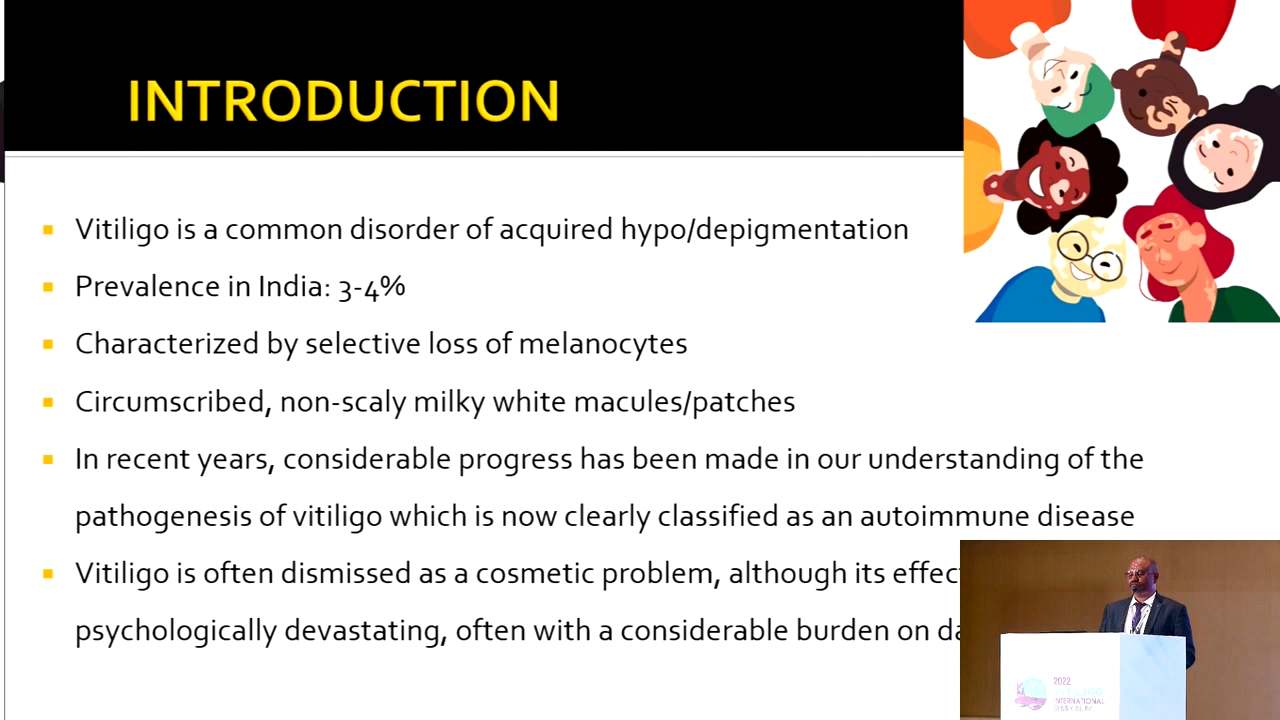 INTRODUCTION
Vitiligo is a common disorder of acquired hypo/depigmentation
Prevalence in India: 3-4%
Characterized by selective loss of melanocytes
Circumscribed, non-scaly milky white macules/patches
In recent years, considerable progress has been made in our understanding of the
pathogenesis of vitiligo which is now clearly classified as an autoimmune disease
Vitiligo is often dismissed as a cosmetic problem, although its
psychologically devastating, often with a considerable burden on
2022
VITILIGO
INTERNATIONAL
SYMPOSIUM